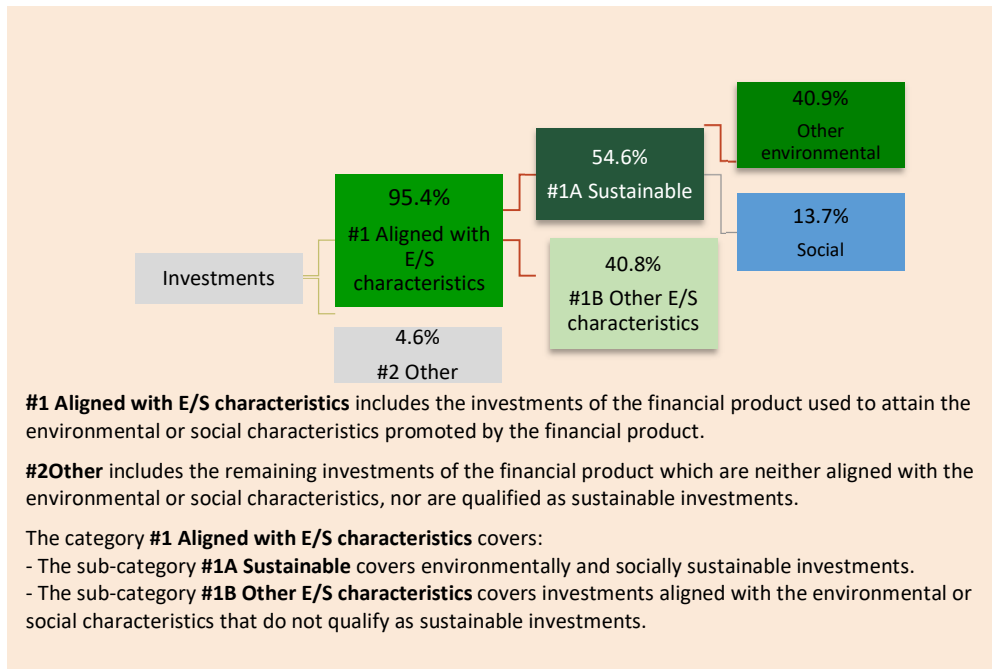 Investments
95.4%
#1 Aligned with
E/S
characteristics
4.6%
#2 Other
54.6%
#1A Sustainable
40.8%
#1B Other E/S
characteristics
40.9%
Other
environmental
13.7%
Social
#1 Aligned with E/S characteristics includes the investments of the financial product used to attain the
environmental or social characteristics promoted by the financial product.
#2Other includes the remaining investments of the financial product which are neither aligned with the
environmental or social characteristics, nor are qualified as sustainable investments.
The category #1 Aligned with E/S characteristics covers:
- The sub-category #1A Sustainable covers environmentally and socially sustainable investments.
- The sub-category #1B Other E/S characteristics covers investments aligned with the environmental or
social characteristics that do not qualify as sustainable investments.